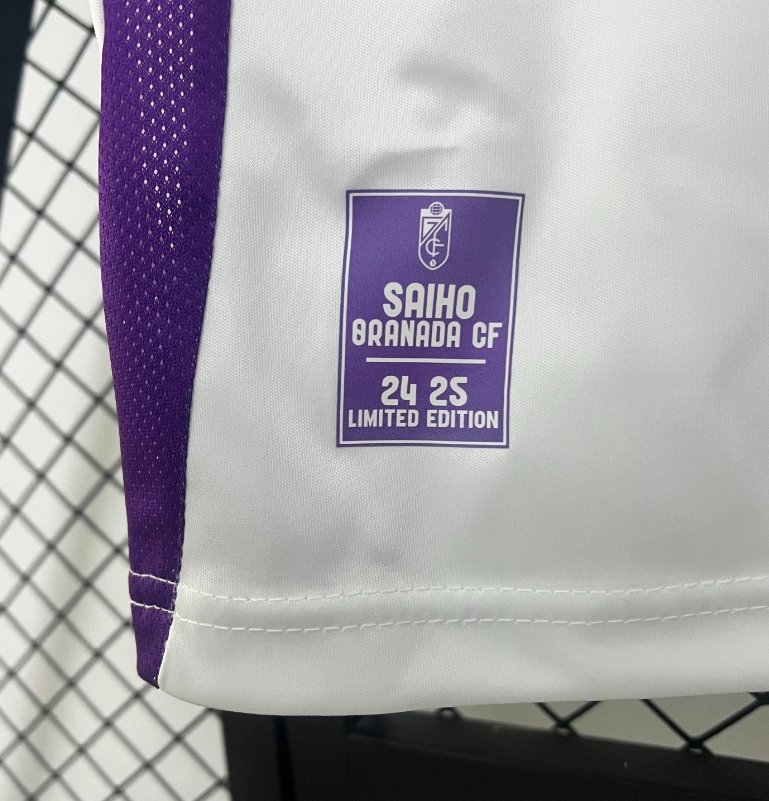 SAIHO
GRANADA CF
24 25
LIMITED EDITION